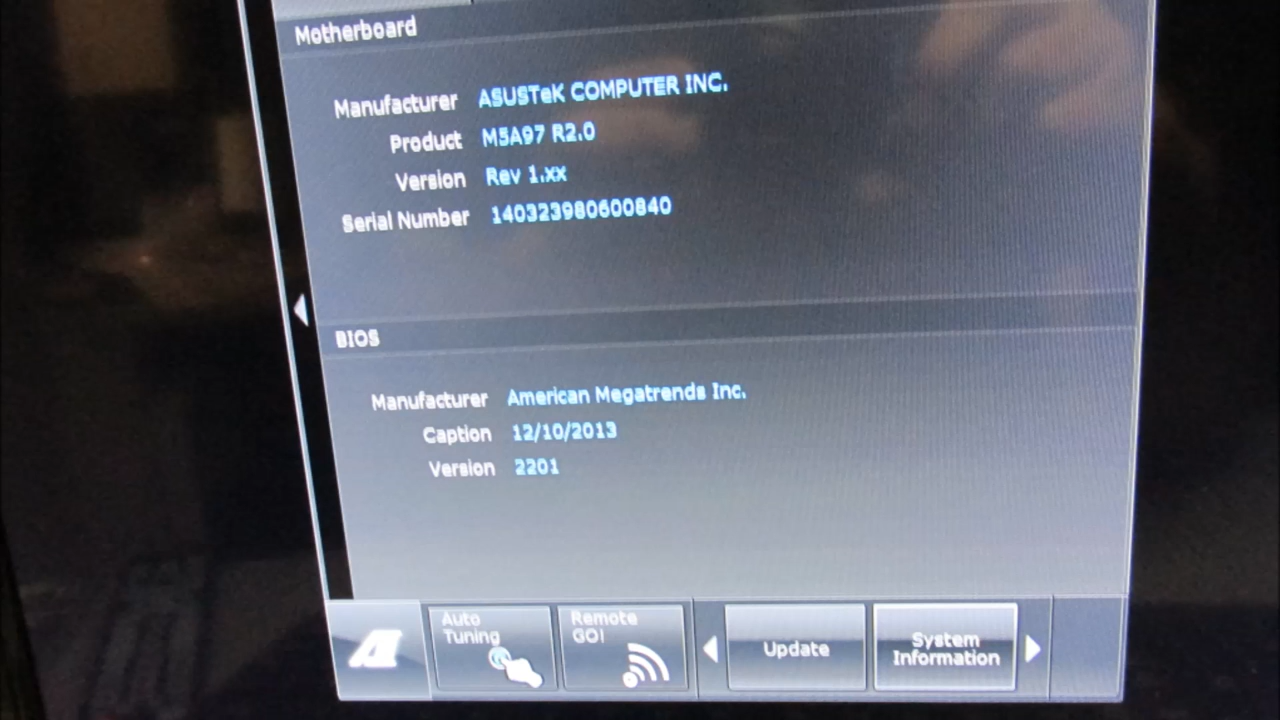 Motherboard
Manufacturer ASUSTeK COMPUTER INC.
Product M5A97 R2.0
Version Rev 1.xx
Serial Number 140323980600840
BIOS
Manufacturer American Megatrends Inc.
Caption 12/10/2013
Version 2201
Auto
Tuning
Remote
GO!
Update
System
Information